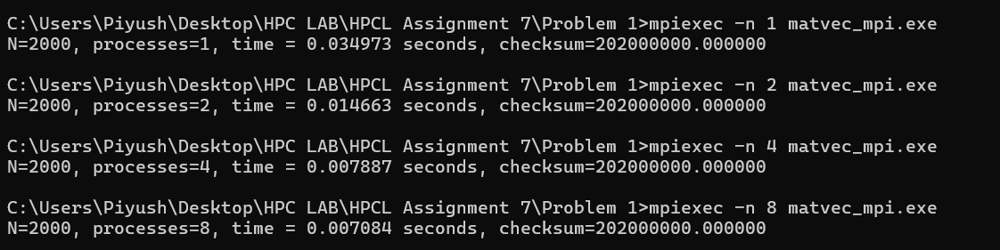 C:\Users\Piyush\Desktop\HPC LAB\HPCL Assignment 7\Problem 1>mpiexec -n 1 matvec_mpi.exe
N=2000, processes=1, time = 0.034973 seconds, checksum=202000000.000000
C:\Users\Piyush\Desktop\HPC LAB\HPCL Assignment 7\Problem 1>mpiexec -n 2 matvec_mpi.exe
N=2000, processes=2, time = 0.014663 seconds, checksum=202000000.000000
C:\Users\Piyush\Desktop\HPC LAB\HPCL Assignment 7\Problem 1>mpiexec -n 4 matvec_mpi.exe
N=2000, processes=4, time = 0.007887 seconds, checksum=202000000.000000
C:\Users\Piyush\Desktop\HPC LAB\HPCL Assignment 7\Problem 1>mpiexec -n 8 matvec_mpi.exe
N=2000, processes=8, time = 0.007084 seconds, checksum=202000000.000000